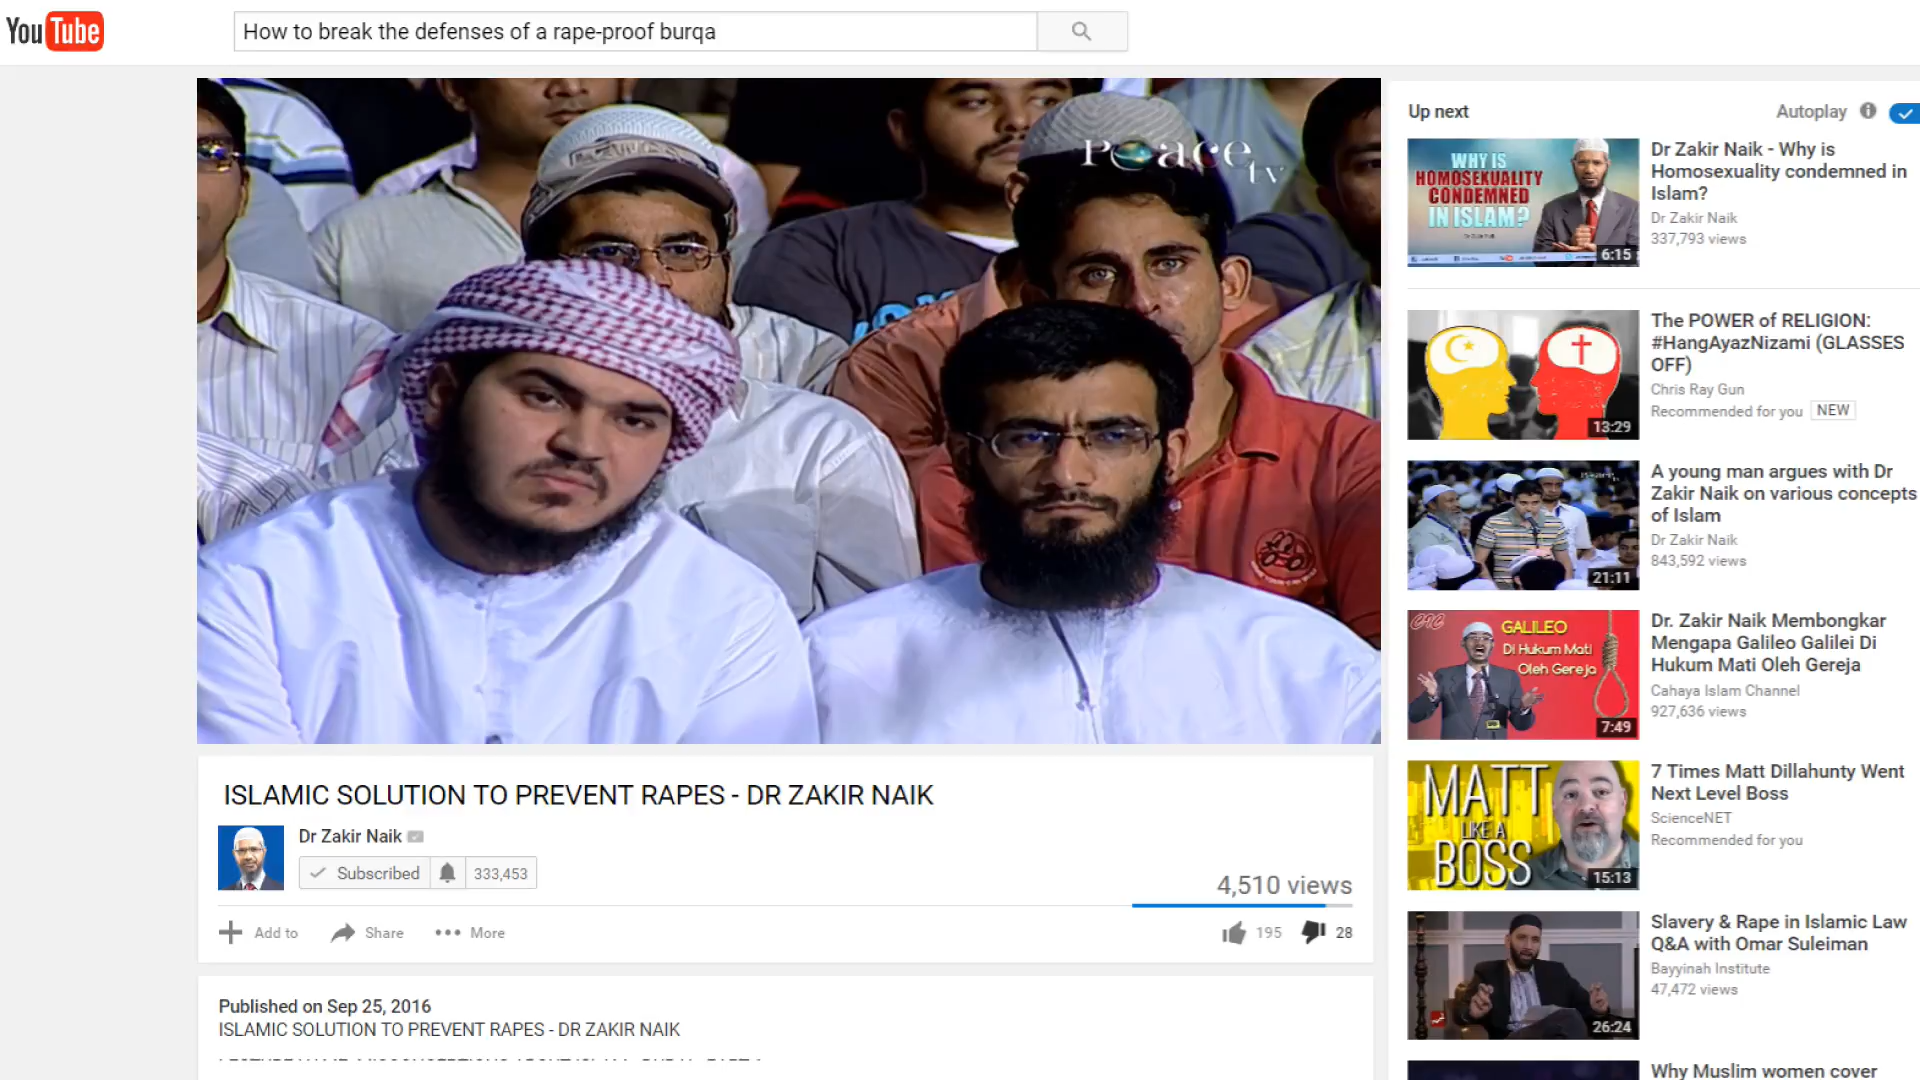 YouTube
How to break the defenses of a rape-proof burqa
Peace tv
ISLAMIC SOLUTION TO PREVENT RAPES - DR ZAKIR NAIK
Dr Zakir Naik
Subscribed
333,453
4,510 views
Add to
Share
More
195
28
Published on Sep 25, 2016
ISLAMIC SOLUTION TO PREVENT RAPES - DR ZAKIR NAIK
Up next
Autoplay
WHY IS
HOMOSEXUALITY
CONDEMNED
IN ISLAM?
6:15
Dr Zakir Naik - Why is
Homosexuality condemned in
Islam?
Dr Zakir Naik
337,793 views
13:29
The POWER of RELIGION:
#HangAyazNizami (GLASSES
OFF)
Chris Ray Gun
Recommended for you
NEW
21:11
A young man argues with Dr
Zakir Naik on various concepts
of Islam
Dr Zakir Naik
843,592 views
CIC
GALILEO
Di Hukum Mati
Oleh Gereja
7:49
Dr. Zakir Naik Membongkar
Mengapa Galileo Galilei Di
Hukum Mati Oleh Gereja
Cahaya Islam Channel
927,636 views
MATT
LIKE A
BOSS
15:13
7 Times Matt Dillahunty Went
Next Level Boss
ScienceNET
Recommended for you
26:24
Slavery & Rape in Islamic Law
Q&A with Omar Suleiman
Bayyinah Institute
47,472 views
Why Muslim women cover